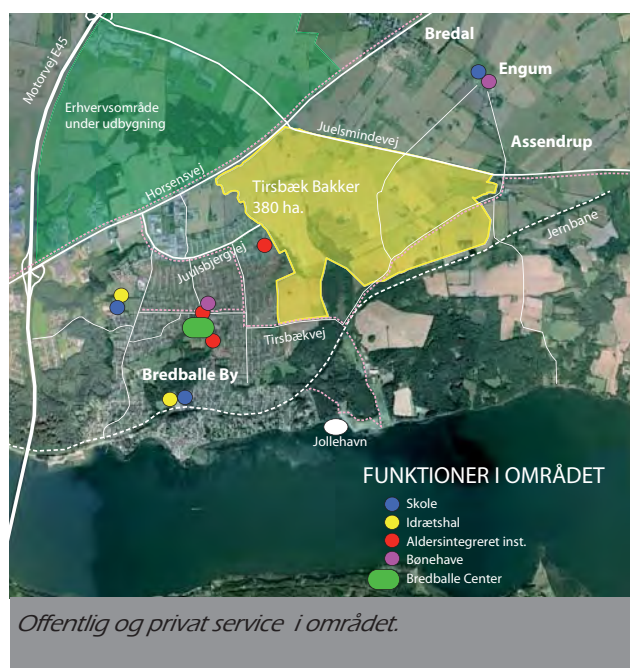 Motorvej E45
Bredal
Engum
Erhvervsområde
under udbygning
Juelsmindevej
Assendrup
Horsensvej
Tirsbæk Bakker
380 ha.
Jernbane
Juulsbjergvej
Tirsbækvej
Bredballe By
Jollehavn
FUNKTIONER I OMRÅDET
Skole
Idrætshal
Aldersintegreret inst.
Bønehave
Bredballe Center
Offentlig og privat service i området.